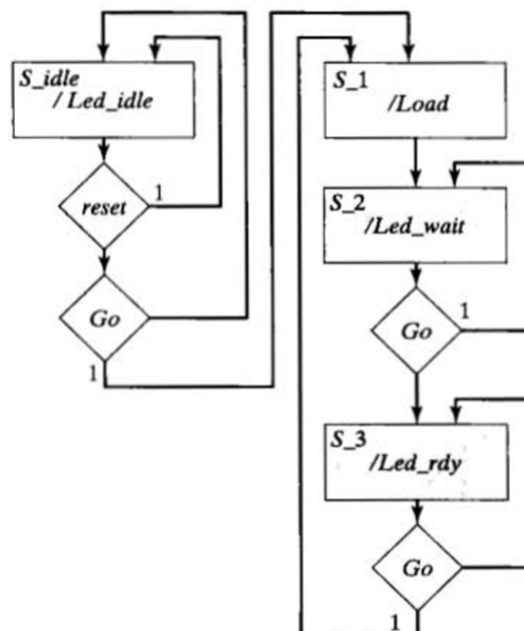 S_idle
/ Led_idle
reset
1
Go
1
S_1
/Load
S_2
/Led_wait
Go
1
S_3
/Led_rdy
Go
1